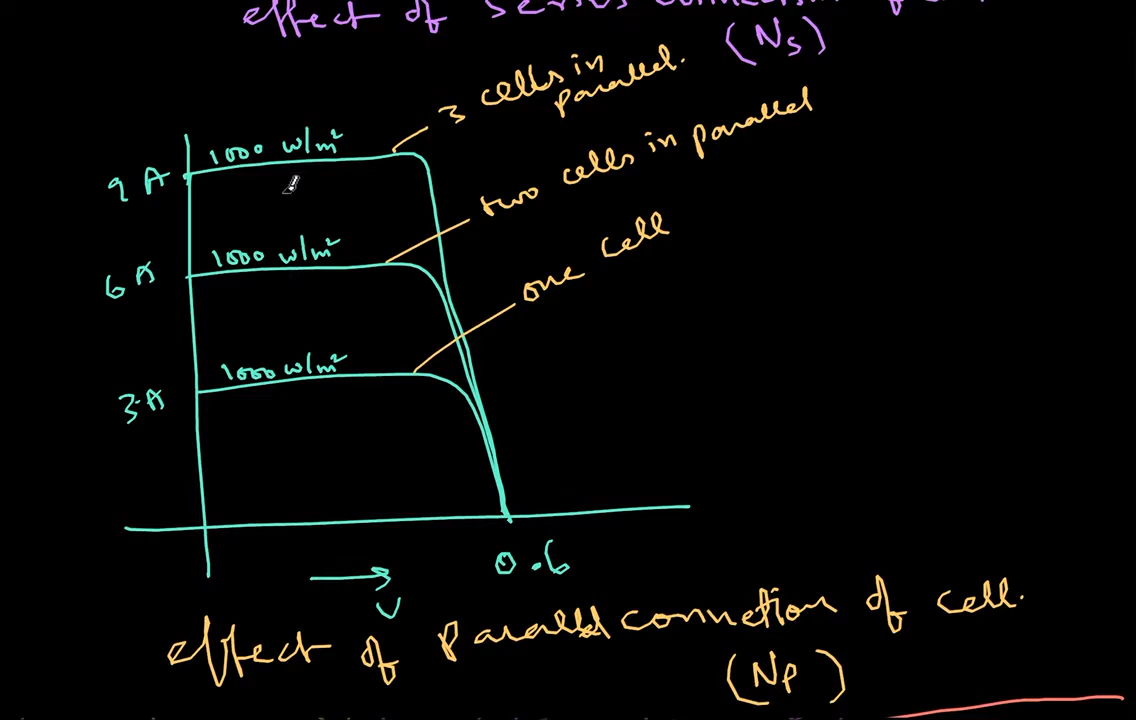 effect of series
(Ns)
3 cells in
parallel.
1000 w/m²
9 A
two cells in parallel
1000 w/m²
6 A
one cell
1000 w/m²
3 A
0.6
V
effect of parallel connection of cell.
(Np)